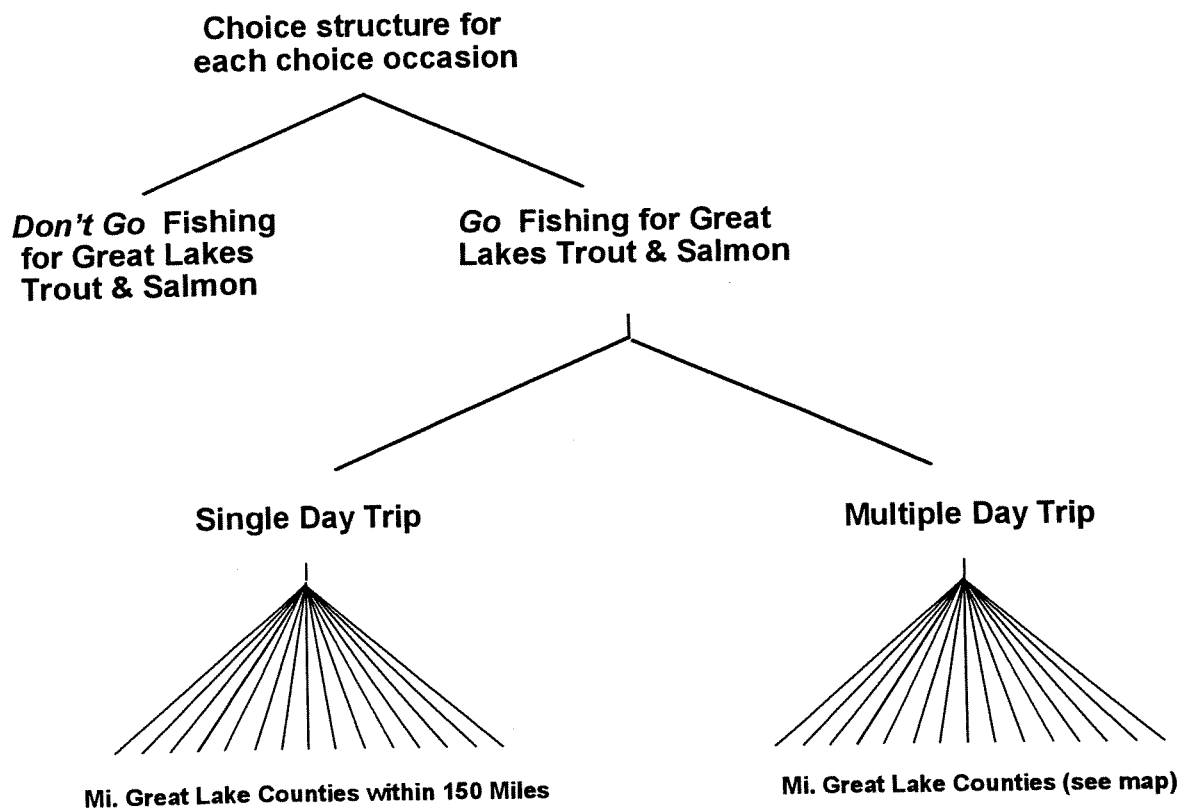 Choice structure for
each choice occasion
Don't Go Fishing
for Great Lakes
Trout & Salmon
Go Fishing for Great
Lakes Trout & Salmon
Single Day Trip
Multiple Day Trip
Mi. Great Lake Counties within 150 Miles
Mi. Great Lake Counties (see map)